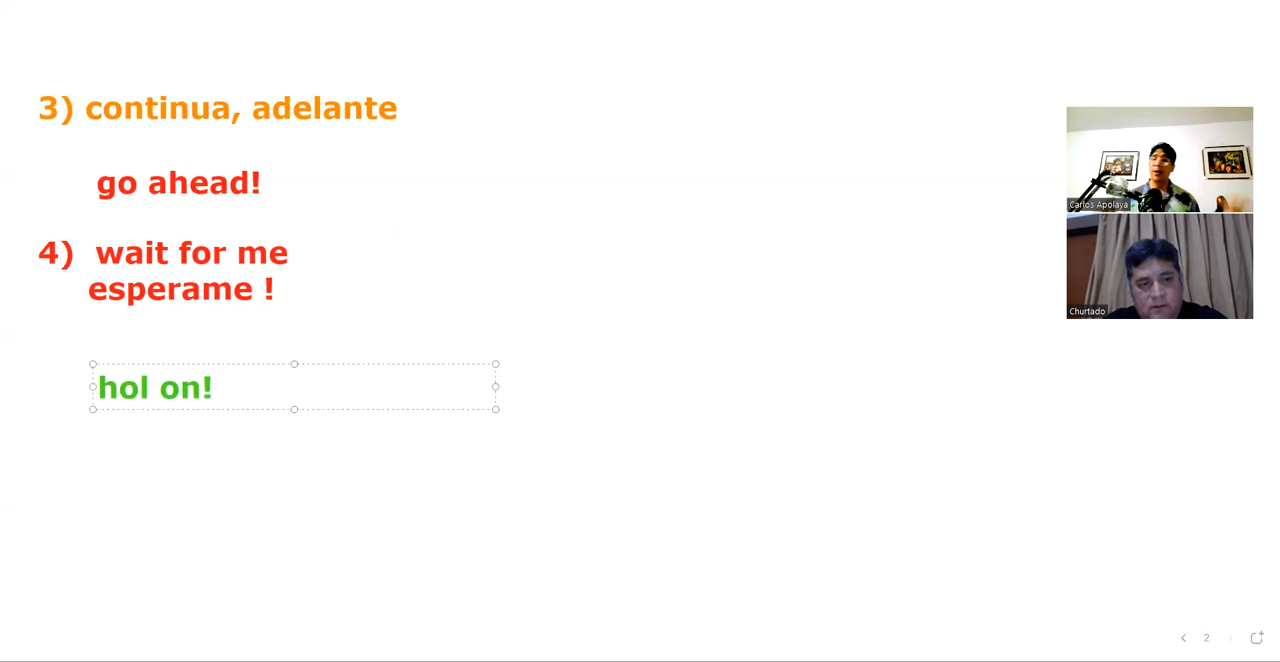 3) continua, adelante
go ahead!
4) wait for me
esperame !
hol on!
Carlos Apolaya
Churtado
2